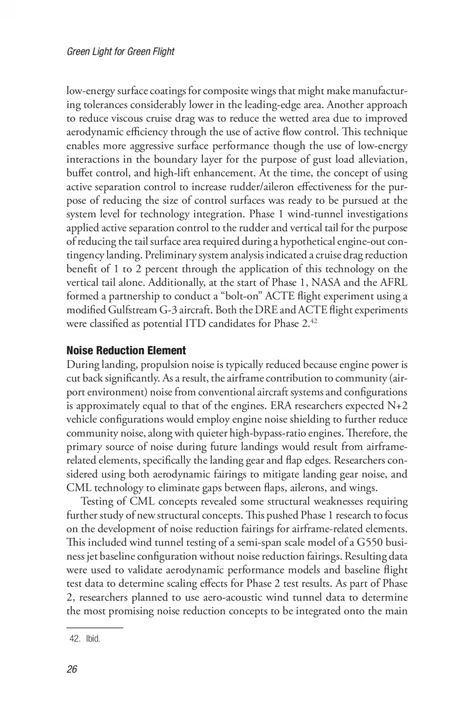 Green Light for Green Flight
low-energy surface coatings for composite wings that might make manufactur-
ing tolerances considerably lower in the leading-edge area. Another approach
to reduce viscous cruise drag was to reduce the wetted area due to improved
aerodynamic efficiency through the use of active flow control. This technique
enables more aggressive surface performance though the use of low-energy
interactions in the boundary layer for the purpose of gust load alleviation,
buffet control, and high-lift enhancement. At the time, the concept of using
active separation control to increase rudder/aileron effectiveness for the pur-
pose of reducing the size of control surfaces was ready to be pursued at the
system level for technology integration. Phase 1 wind-tunnel investigations
applied active separation control to the rudder and vertical tail for the purpose
of reducing the tail surface area required during a hypothetical engine-out con-
tingency landing. Preliminary system analysis indicated a cruise drag reduction
benefit of 1 to 2 percent through the application of this technology on the
vertical tail alone. Additionally, at the start of Phase 1, NASA and the AFRL
formed a partnership to conduct a “bolt-on” ACTE flight experiment using a
modified Gulfstream G-3 aircraft. Both the DRE and ACTE flight experiments
were classified as potential ITD candidates for Phase 2.42
Noise Reduction Element
During landing, propulsion noise is typically reduced because engine power is
cut back significantly. As a result, the airframe contribution to community (air-
port environment) noise from conventional aircraft systems and configurations
is approximately equal to that of the engines. ERA researchers expected N+2
vehicle configurations would employ engine noise shielding to further reduce
community noise, along with quieter high-bypass-ratio engines. Therefore, the
primary source of noise during future landings would result from airframe-
related elements, specifically the landing gear and flap edges. Researchers con-
sidered using both aerodynamic fairings to mitigate landing gear noise, and
CML technology to eliminate gaps between flaps, ailerons, and wings.
Testing of CML concepts revealed some structural weaknesses requiring
further study of new structural concepts. This pushed Phase 1 research to focus
on the development of noise reduction fairings for airframe-related elements.
This included wind tunnel testing of a semi-span scale model of a G550 busi-
ness jet baseline configuration without noise reduction fairings. Resulting data
were used to validate aerodynamic performance models and baseline flight
test data to determine scaling effects for Phase 2 test results. As part of Phase
2, researchers planned to use aero-acoustic wind tunnel data to determine
the most promising noise reduction concepts to be integrated onto the main
42. Ibid.
26